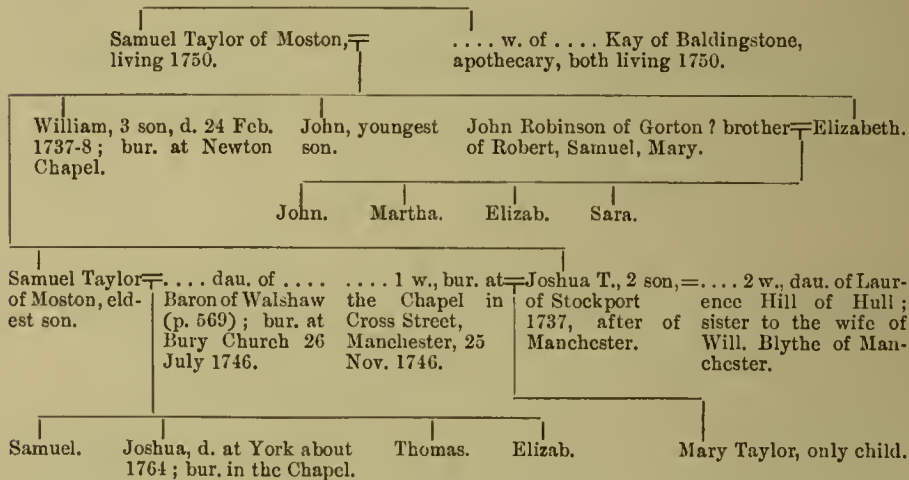 Samuel Taylor of Moston,
living 1750.
. . . . w. of . . . . Kay of Baldingstone,
apothecary, both living 1750.
William, 3 son, d. 24 Feb.
1737-8 ; bur. at Newton
Chapel.
John, youngest
son.
John Robinson of Gorton ? brother
of Robert, Samuel, Mary.
Elizabeth.
John.
Martha.
Elizab.
Sara.
Samuel Taylor
of Moston, eld-
est son.
. . . . dau. of . . . .
Baron of Walshaw
(p. 569) ; bur. at
Bury Church 26
July 1746.
. . . . 1 w., bur. at
the Chapel in
Cross Street,
Manchester, 25
Nov. 1746.
Joshua T., 2 son,
of Stockport
1737, after of
Manchester.
. . . . 2 w., dau. of Laur-
ence Hill of Hull ;
sister to the wife of
Will. Blythe of Man-
chester.
Samuel.
Joshua, d. at York about
1764 ; bur. in the Chapel.
Thomas.
Elizab.
Mary Taylor, only child.